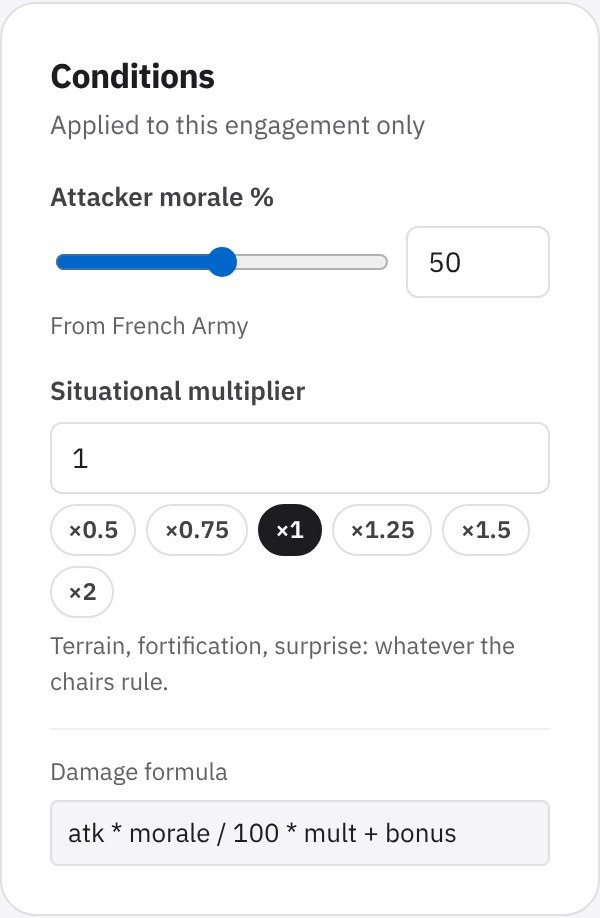 Conditions
Applied to this engagement only
Attacker morale %
50
From French Army
Situational multiplier
1
×0.5 ×0.75 ×1 ×1.25 ×1.5
×2
Terrain, fortification, surprise: whatever the
chairs rule.
Damage formula
atk * morale / 100 * mult + bonus